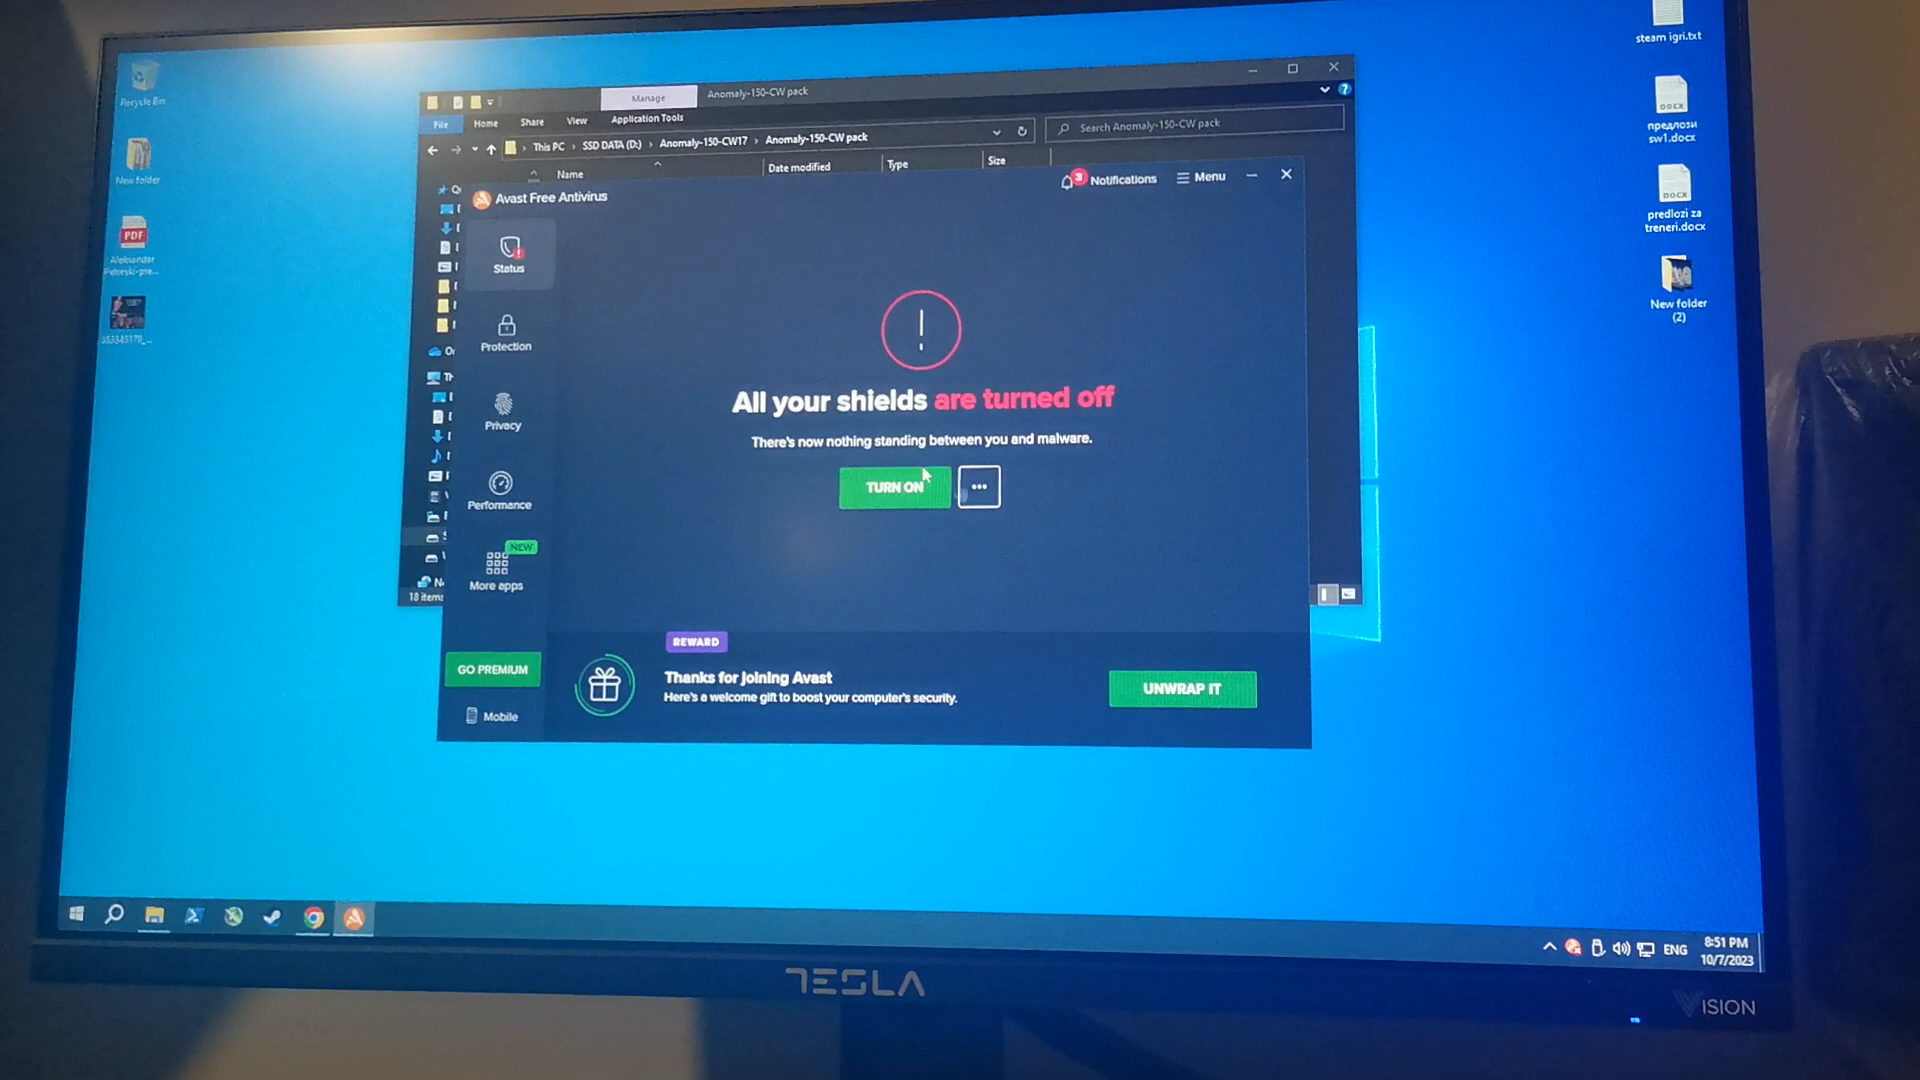 steam igri.txt
Recycle Bin
Manage
Anomaly-150-CW pack
File
Home
Share
View
Application Tools
This PC
SSD DATA (D:)
Anomaly-150-CW17
Anomaly-150-CW pack
Search Anomaly-150-CW pack
DOCX
предлози
sw1.docx
New folder
Name
Date modified
Type
Size
Avast Free Antivirus
3
Notifications
Menu
DOCX
predlozi za
treneri.docx
PDF
Aleksandar
Status
Protection
New folder
(2)
All your shields are turned off
There's now nothing standing between you and malware.
Privacy
TURN ON
Performance
NEW
More apps
18 items
REWARD
GO PREMIUM
Thanks for joining Avast
Here's a welcome gift to boost your computer's security.
UNWRAP IT
Mobile
ENG
8:51 PM
10/7/2023
TESLA
VISION